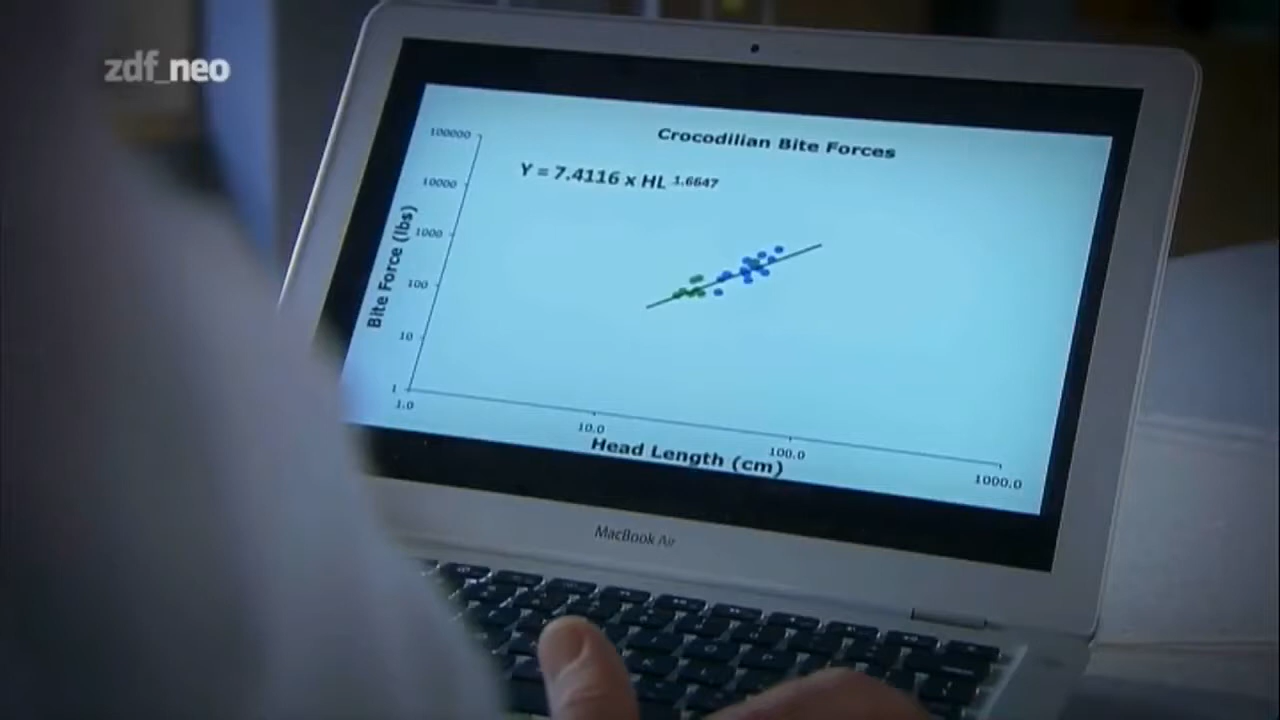 zdf_neo
Crocodilian Bite Forces
Y = 7.4116 x HL 1.6647
Bite Force (lbs)
100000
10000
1000
100
10
1
1.0
10.0
100.0
1000.0
Head Length (cm)
MacBook Air